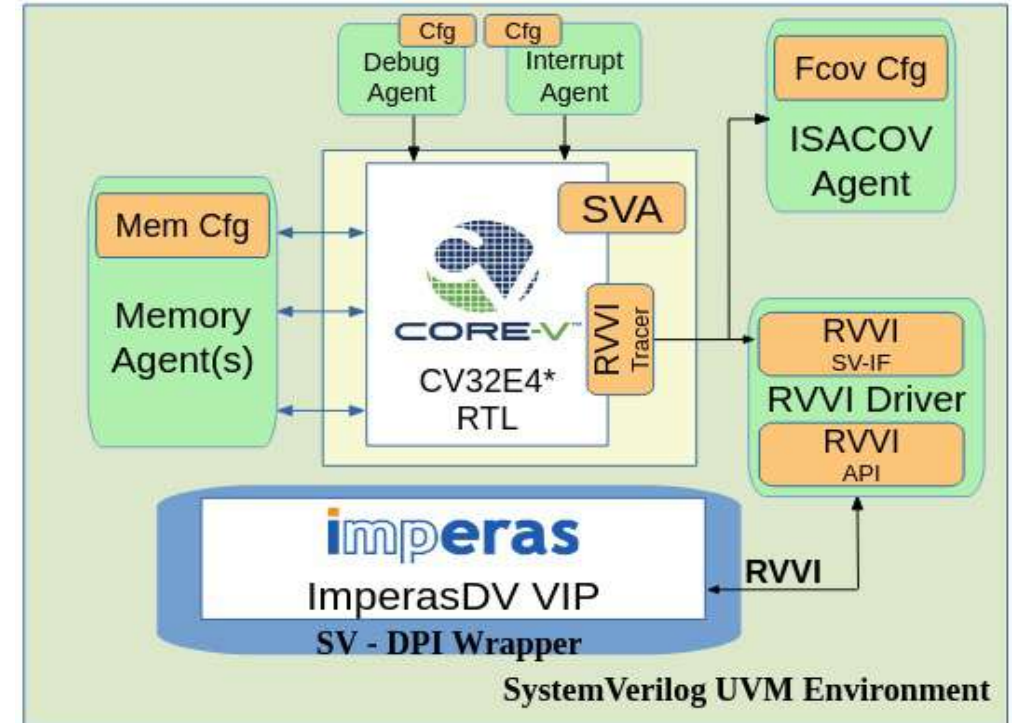 Cfg
Cfg
Debug
Agent
Interrupt
Agent
Fcov Cfg
ISACOV
Agent
Mem Cfg
Memory
Agent(s)
SVA
CORE-V™
CV32E4*
RTL
RVVI
Tracer
RVVI
SV-IF
RVVI Driver
RVVI
API
imperas
ImperasDV VIP
SV - DPI Wrapper
RVVI
SystemVerilog UVM Environment